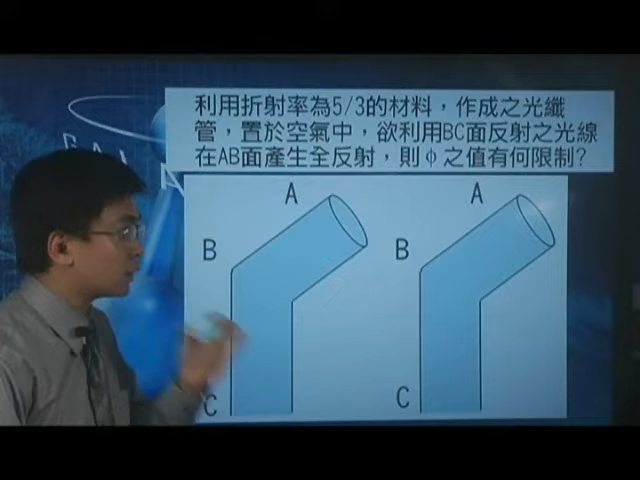 利用折射率為5/3的材料，作成之光纖
管，置於空氣中，欲利用BC面反射之光線
在AB面產生全反射，則φ之值有何限制?
A
A
B
B
C
C